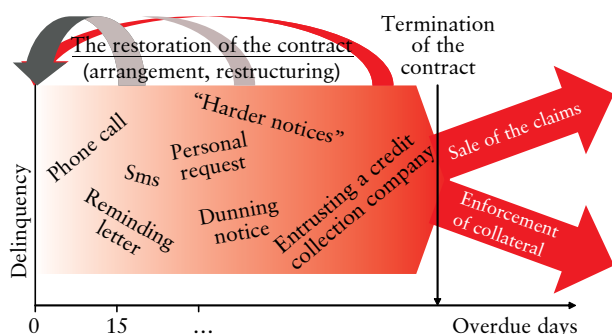 Termination
of the
contract
The restoration of the contract
(arrangement, restructuring)
“Harder notices”
Phone call
Sms
Personal
request
Reminding
letter
Dunning
notice
Entrusting a credit
collection company
Sale of the claims
Enforcement
of collateral
Delinquency
0
15
...
Overdue days